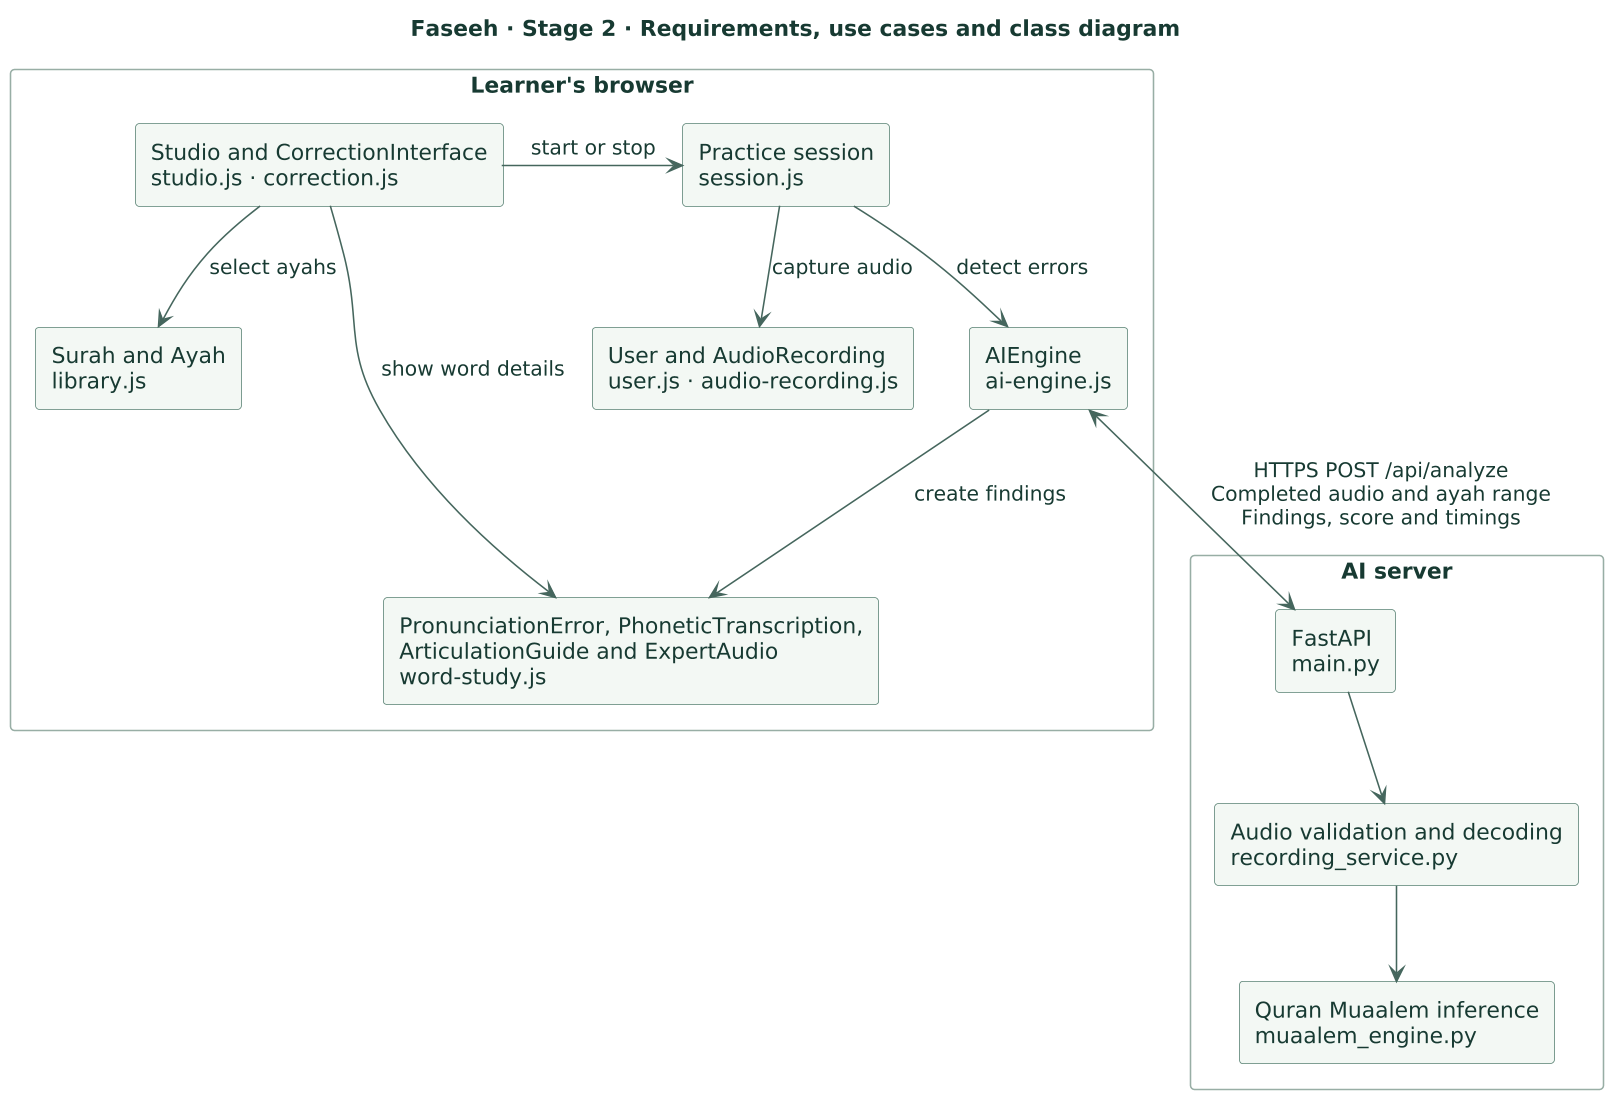 Faseeh · Stage 2 · Requirements, use cases and class diagram
Learner's browser
Studio and CorrectionInterface
studio.js · correction.js
start or stop
Practice session
session.js
select ayahs
capture audio
detect errors
Surah and Ayah
library.js
show word details
User and AudioRecording
user.js · audio-recording.js
AIEngine
ai-engine.js
create findings
HTTPS POST /api/analyze
Completed audio and ayah range
Findings, score and timings
PronunciationError, PhoneticTranscription,
ArticulationGuide and ExpertAudio
word-study.js
AI server
FastAPI
main.py
Audio validation and decoding
recording_service.py
Quran Muaalem inference
muaalem_engine.py